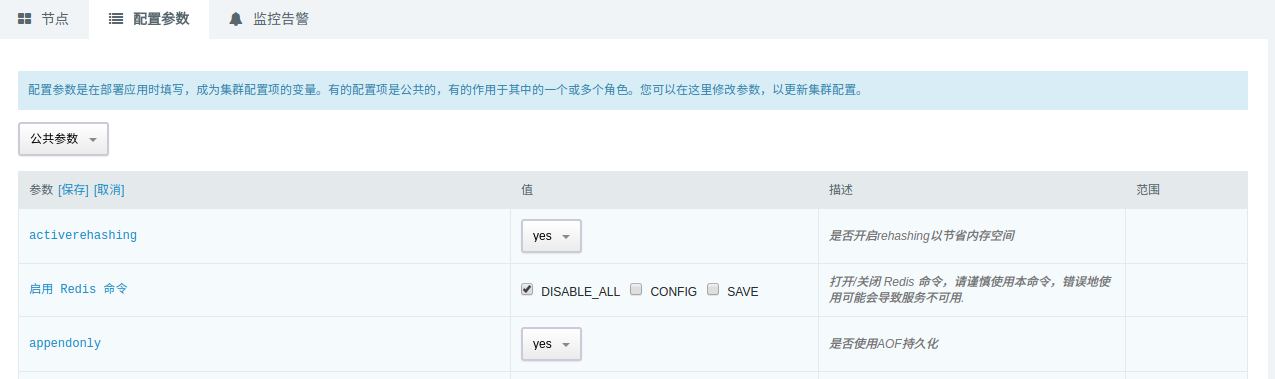 节点 配置参数 监控告警
配置参数是在部署应用时填写，成为集群配置项的变量。有的配置项是公共的，有的作用于其中的一个或多个角色。您可以在这里修改参数，以更新集群配置。
公共参数
参数 [保存] [取消] 值 描述 范围
activerehashing yes 是否开启rehashing以节省内存空间
启用 Redis 命令 DISABLE_ALL CONFIG SAVE 打开/关闭 Redis 命令，请谨慎使用本命令，错误地使
用可能会导致服务不可用.
appendonly yes 是否使用AOF持久化